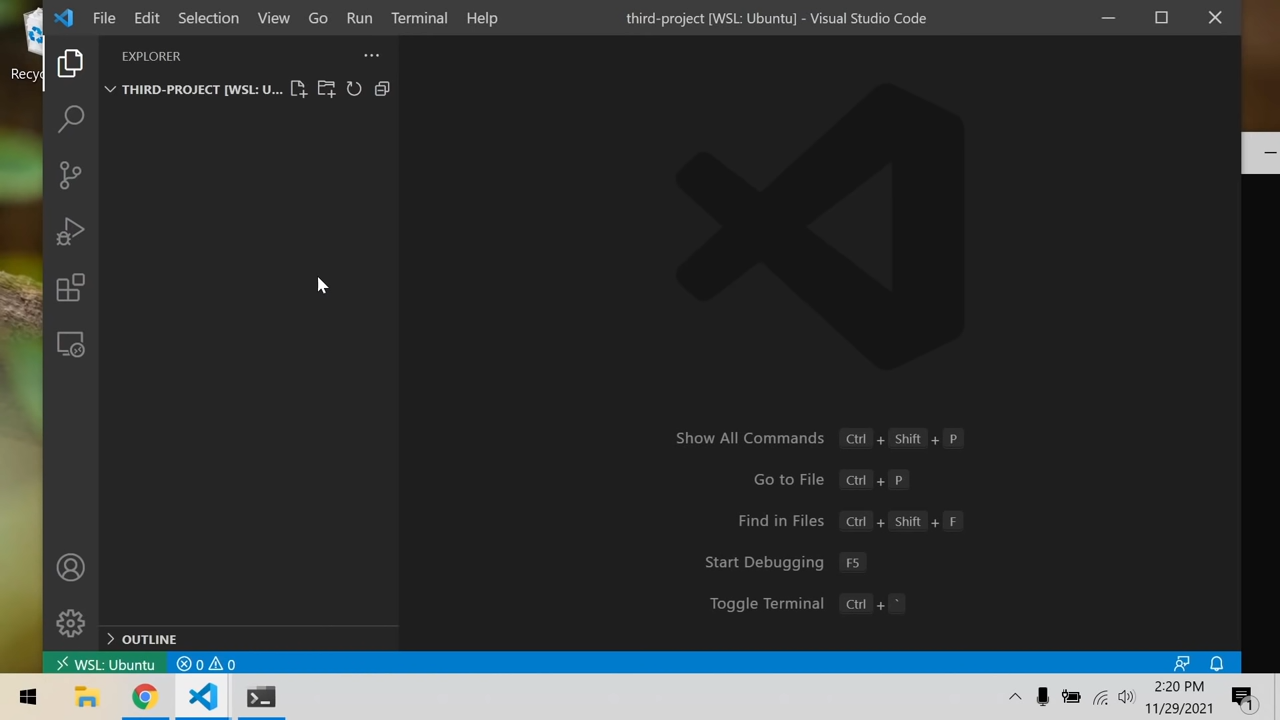 File Edit Selection View Go Run Terminal Help
third-project [WSL: Ubuntu] - Visual Studio Code
Recyc
EXPLORER
THIRD-PROJECT [WSL: U...
Show All Commands Ctrl + Shift + P
Go to File Ctrl + P
Find in Files Ctrl + Shift + F
Start Debugging F5
Toggle Terminal Ctrl + `
OUTLINE
WSL: Ubuntu 0 0
2:20 PM
11/29/2021
1